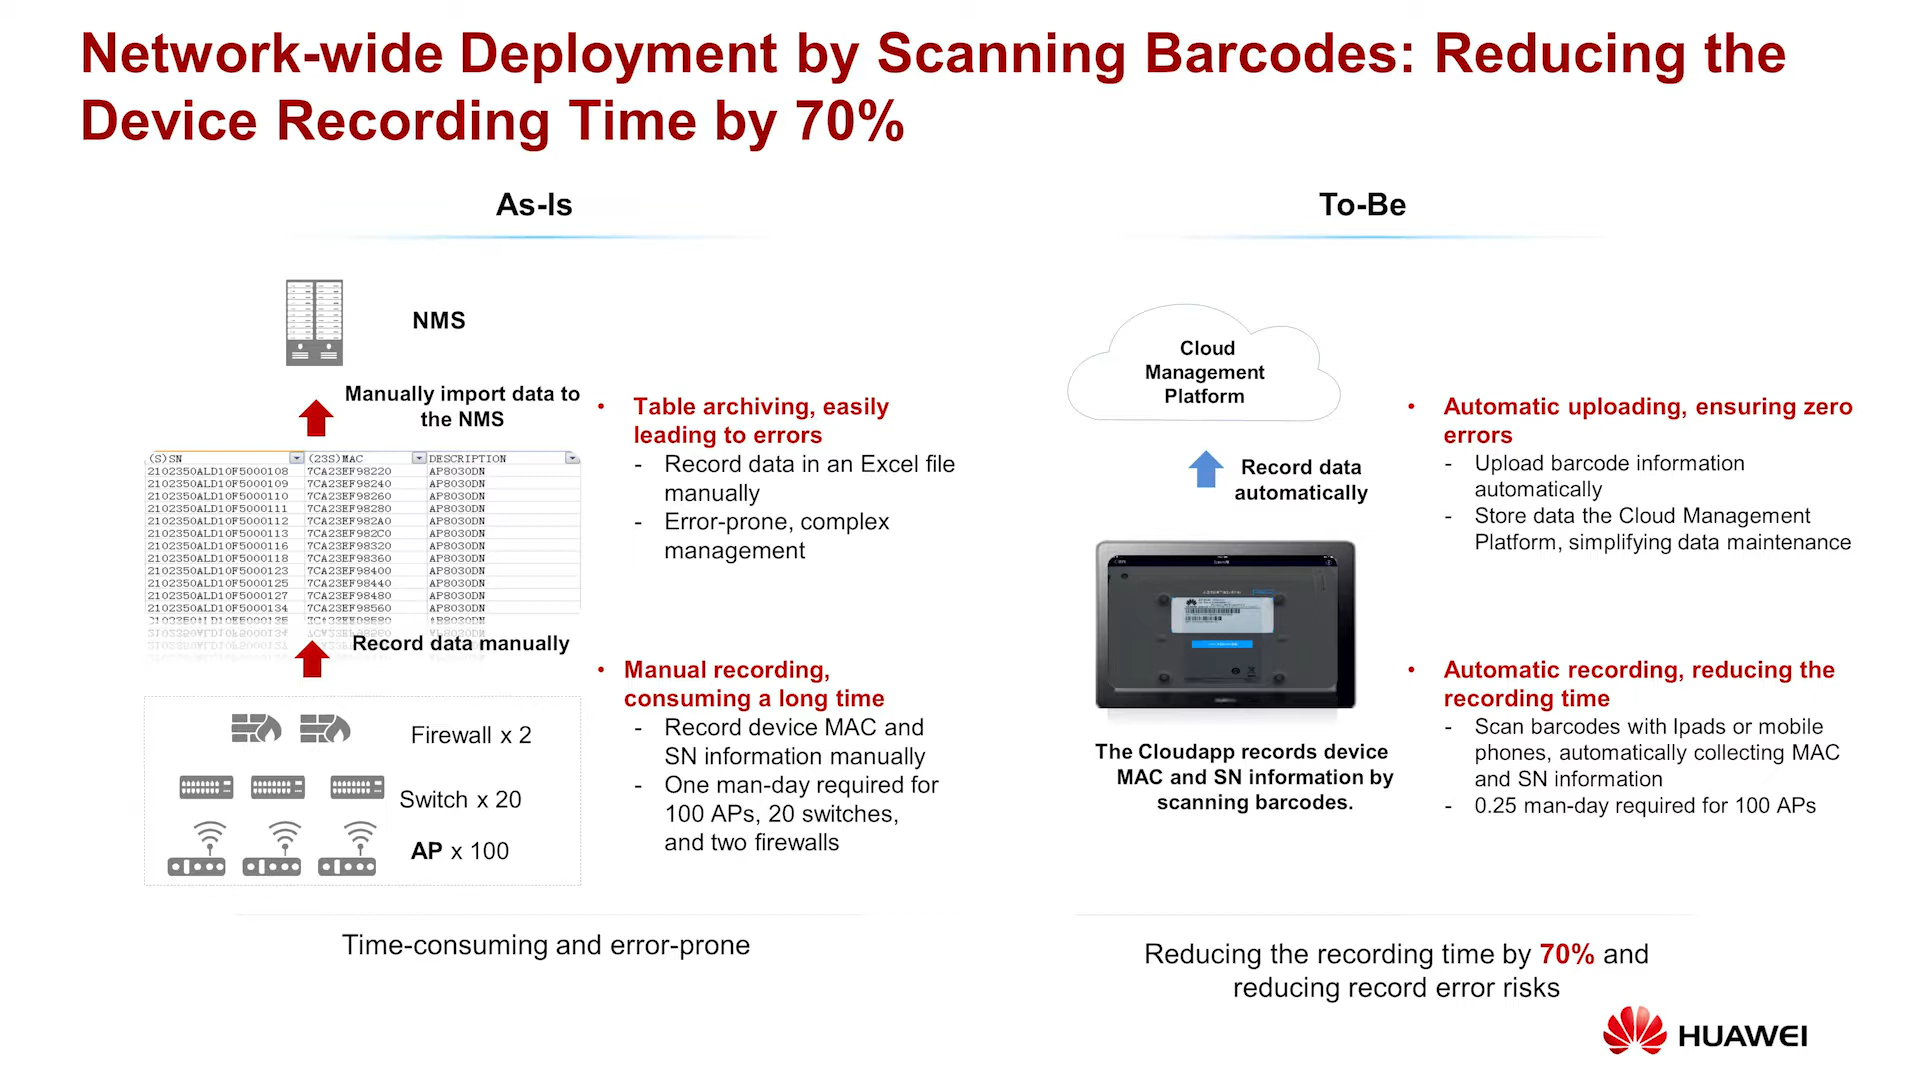 Network-wide Deployment by Scanning Barcodes: Reducing the
Device Recording Time by 70%
As-Is
NMS
Manually import data to
the NMS
(S)SN (23S)MAC DESCRIPTION
2102350ALD10F5000108 7CA23EF98220 AP8030DN
2102350ALD10F5000109 7CA23EF98240 AP8030DN
2102350ALD10F5000110 7CA23EF98260 AP8030DN
2102350ALD10F5000111 7CA23EF98280 AP8030DN
2102350ALD10F5000112 7CA23EF982A0 AP8030DN
2102350ALD10F5000113 7CA23EF982C0 AP8030DN
2102350ALD10F5000116 7CA23EF98320 AP8030DN
2102350ALD10F5000118 7CA23EF98360 AP8030DN
2102350ALD10F5000123 7CA23EF98400 AP8030DN
2102350ALD10F5000125 7CA23EF98440 AP8030DN
2102350ALD10F5000127 7CA23EF98480 AP8030DN
2102350ALD10F5000134 7CA23EF98560 AP8030DN
Record data manually
Firewall x 2
Switch x 20
AP x 100
• Table archiving, easily
leading to errors
- Record data in an Excel file
manually
- Error-prone, complex
management
• Manual recording,
consuming a long time
- Record device MAC and
SN information manually
- One man-day required for
100 APs, 20 switches,
and two firewalls
Time-consuming and error-prone
To-Be
Cloud
Management
Platform
Record data
automatically
The Cloudapp records device
MAC and SN information by
scanning barcodes.
• Automatic uploading, ensuring zero
errors
- Upload barcode information
automatically
- Store data the Cloud Management
Platform, simplifying data maintenance
• Automatic recording, reducing the
recording time
- Scan barcodes with Ipads or mobile
phones, automatically collecting MAC
and SN information
- 0.25 man-day required for 100 APs
Reducing the recording time by 70% and
reducing record error risks
HUAWEI